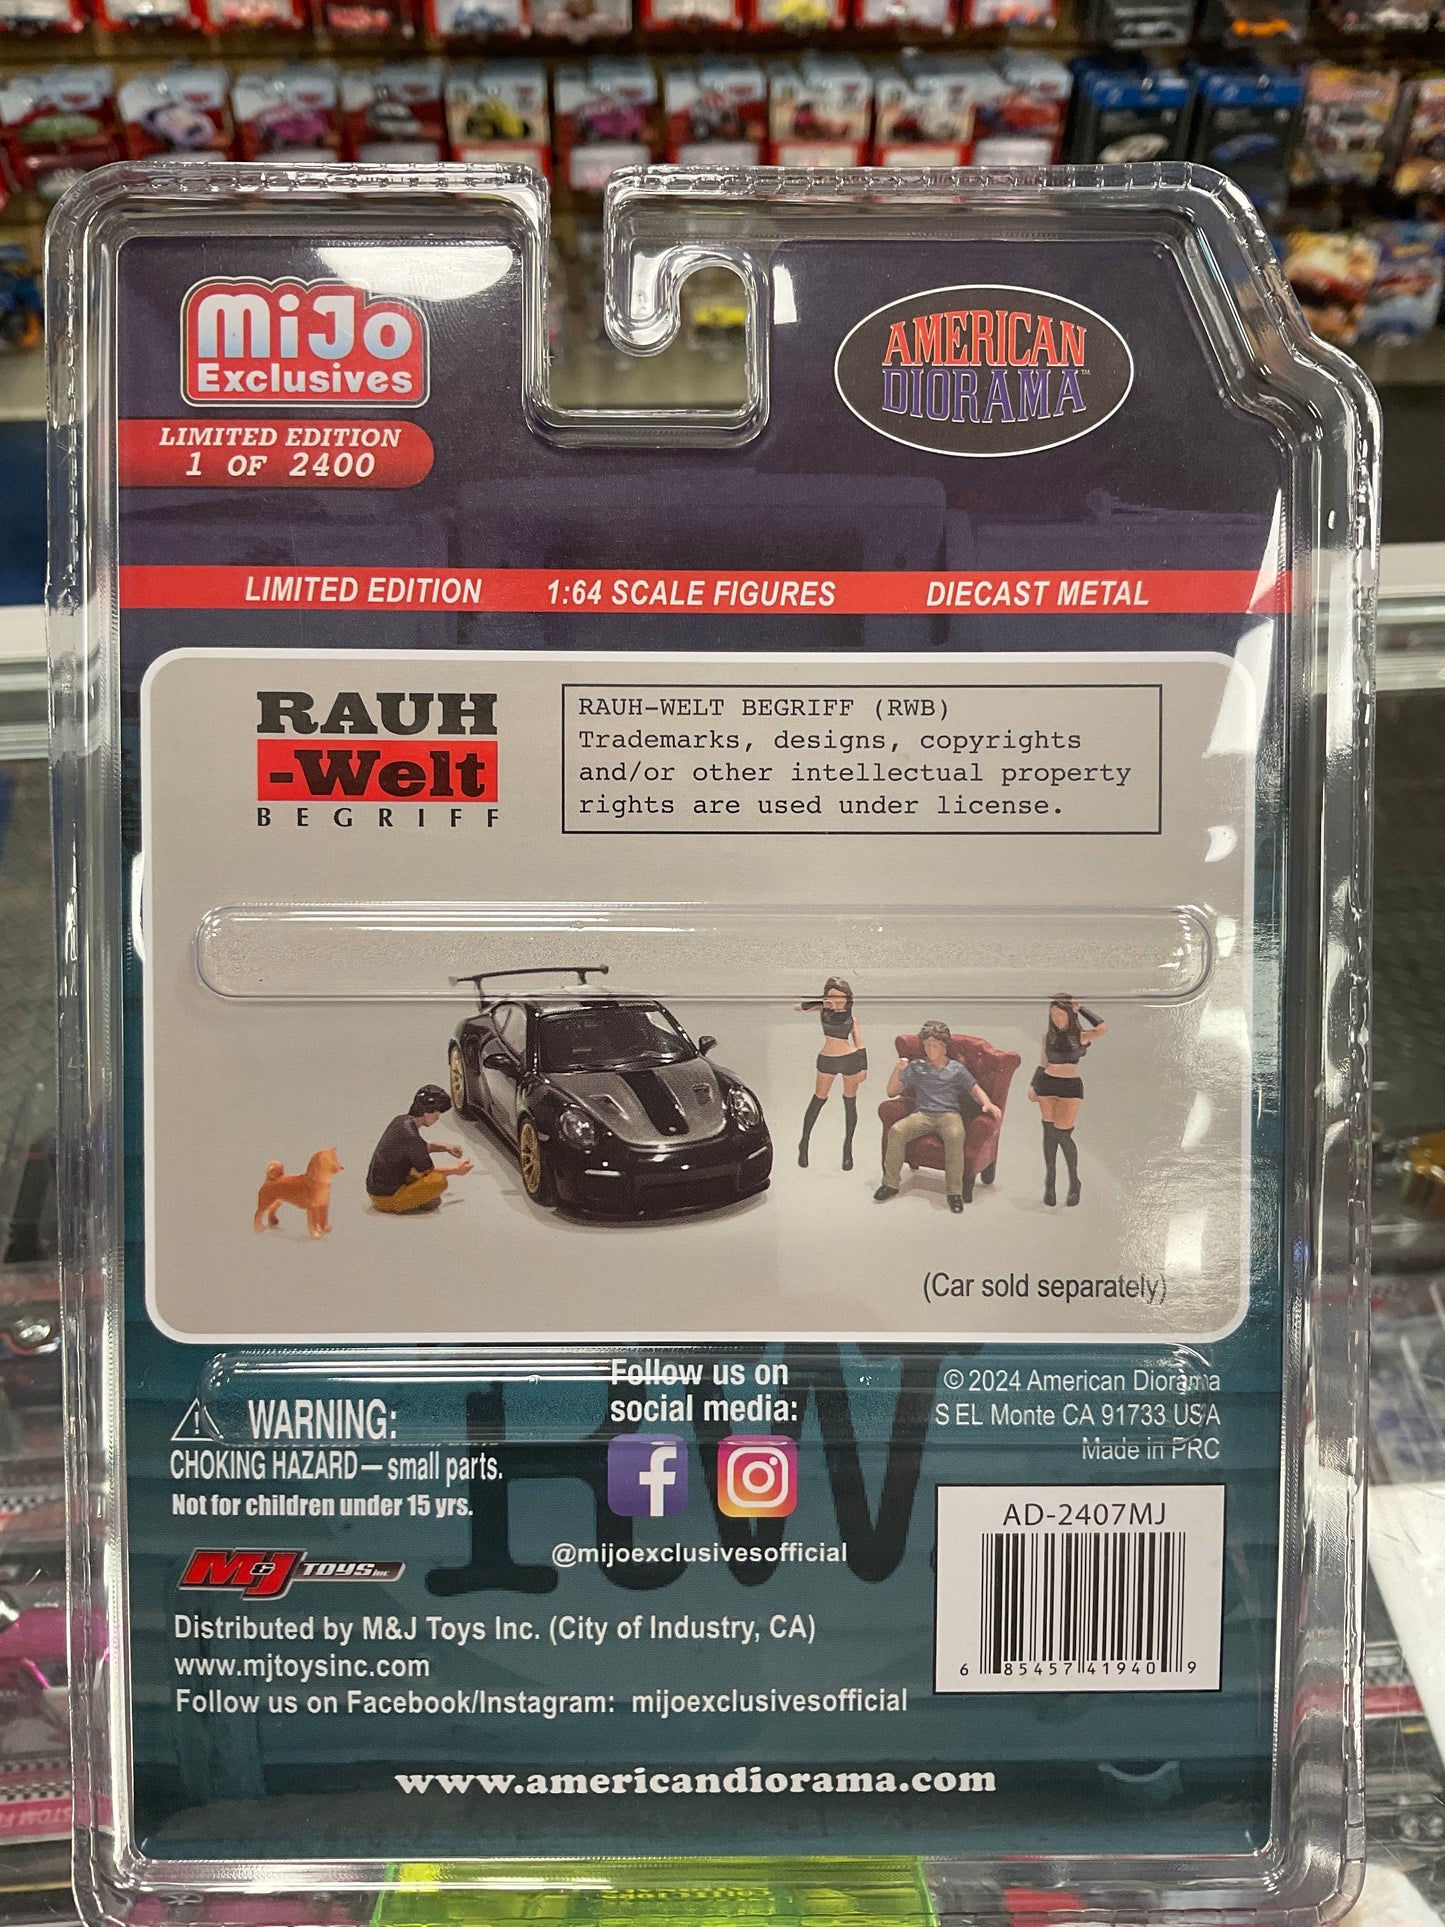 MiJo
Exclusives
LIMITED EDITION
1 OF 2400
AMERICAN
DIORAMA™
LIMITED EDITION 1:64 SCALE FIGURES DIECAST METAL
RAUH
-Welt
BEGRIFF
RAUH-WELT BEGRIFF (RWB)
Trademarks, designs, copyrights
and/or other intellectual property
rights are used under license.
(Car sold separately)
WARNING:
CHOKING HAZARD — small parts.
Not for children under 15 yrs.
Follow us on
social media:
@mijoexclusivesofficial
© 2024 American Diorama
S EL Monte CA 91733 USA
Made in PRC
AD-2407MJ
6 85457 41940 9
M&J TOYS INC
Distributed by M&J Toys Inc. (City of Industry, CA)
www.mjtoysinc.com
Follow us on Facebook/Instagram: mijoexclusivesofficial
www.americandiorama.com